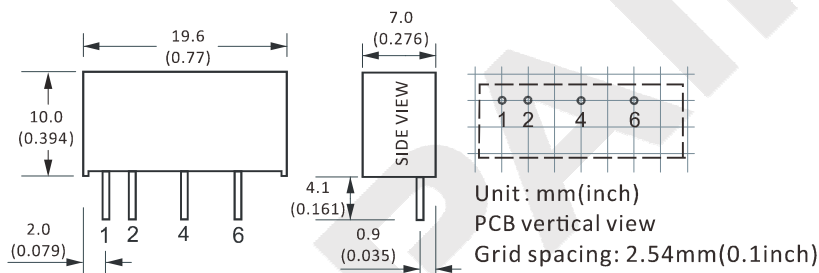 19.6
(0.77)
10.0
(0.394)
2.0
(0.079)
1 2 4 6
7.0
(0.276)
SIDE VIEW
4.1
(0.161)
0.9
(0.035)
1 2 4 6
Unit: mm(inch)
PCB vertical view
Grid spacing: 2.54mm(0.1inch)